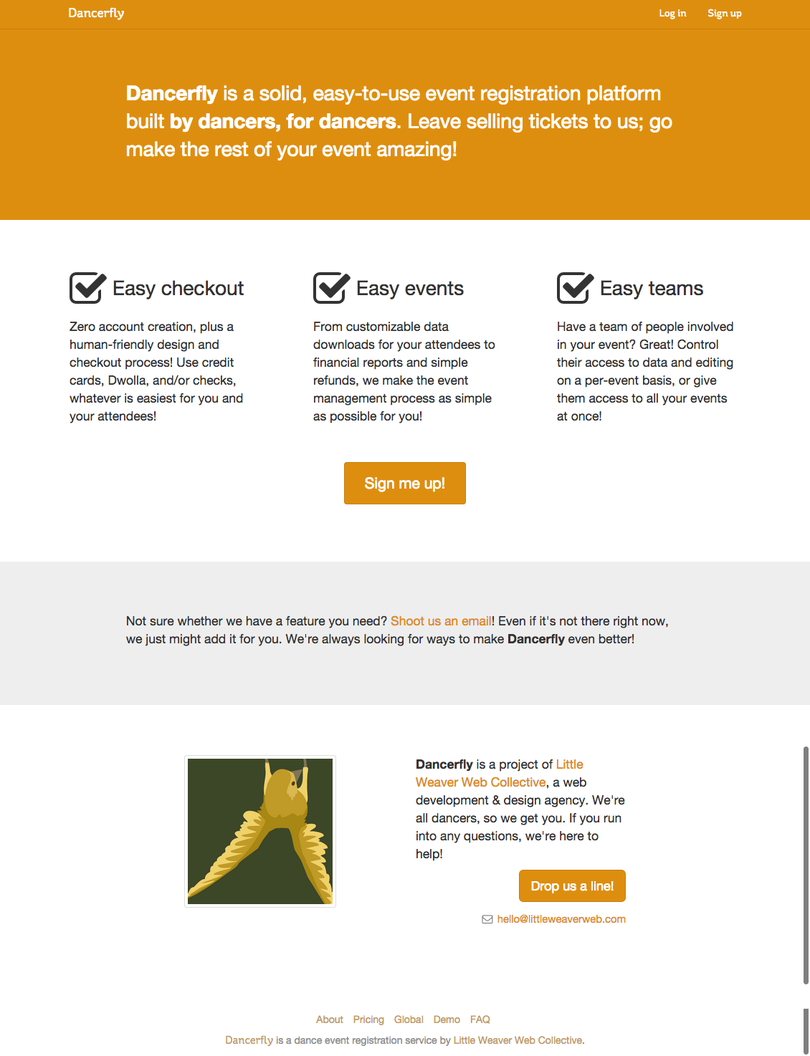 Dancerfly
Log in
Sign up
Dancerfly is a solid, easy-to-use event registration platform
built by dancers, for dancers. Leave selling tickets to us; go
make the rest of your event amazing!
Easy checkout
Zero account creation, plus a
human-friendly design and
checkout process! Use credit
cards, Dwolla, and/or checks,
whatever is easiest for you and
your attendees!
Easy events
From customizable data
downloads for your attendees to
financial reports and simple
refunds, we make the event
management process as simple
as possible for you!
Easy teams
Have a team of people involved
in your event? Great! Control
their access to data and editing
on a per-event basis, or give
them access to all your events
at once!
Sign me up!
Not sure whether we have a feature you need? Shoot us an email! Even if it's not there right now,
we just might add it for you. We're always looking for ways to make Dancerfly even better!
Dancerfly is a project of Little
Weaver Web Collective, a web
development & design agency. We're
all dancers, so we get you. If you run
into any questions, we're here to
help!
Drop us a line!
hello@littleweaverweb.com
About Pricing Global Demo FAQ
Dancerfly is a dance event registration service by Little Weaver Web Collective.